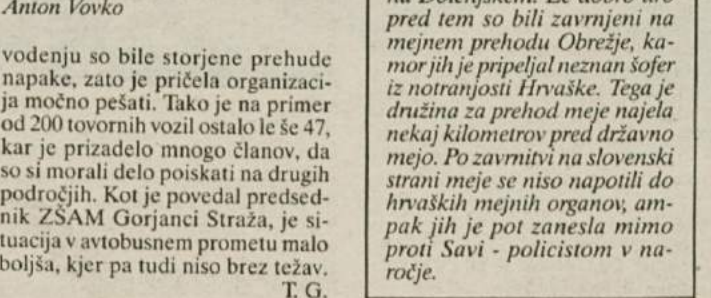 Anton Vovko
vodenju so bile storjene prehude
napake, zato je pričela organizaci-
ja močno pešati. Tako je na primer
od 200 tovornih vozil ostalo le še 47,
kar je prizadelo mnogo članov, da
so si morali delo poiskati na drugih
področjih. Kot je povedal predsed-
nik ZŠAM Gorjanci Straža, je si-
tuacija v avtobusnem prometu malo
boljša, kjer pa tudi niso brez težav.
T. G.
pred tem so bili zavrnjeni na
mejnem prehodu Obrežje, ka-
mor jih je pripeljal neznan šofer
iz notranjosti Hrvaške. Tega je
družina za prehod meje najela
nekaj kilometrov pred državno
mejo. Po zavrnitvi na slovenski
strani meje se niso napotili do
hrvaških mejnih organov, am-
pak jih je pot zanesla mimo
proti Savi - policistom v na-
ročje.